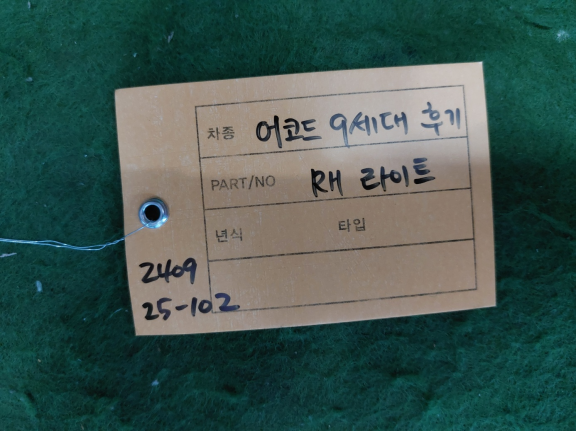 차종 어코드 9세대 후기
PART/NO RH 라이트
년식 타입
2409
25-102